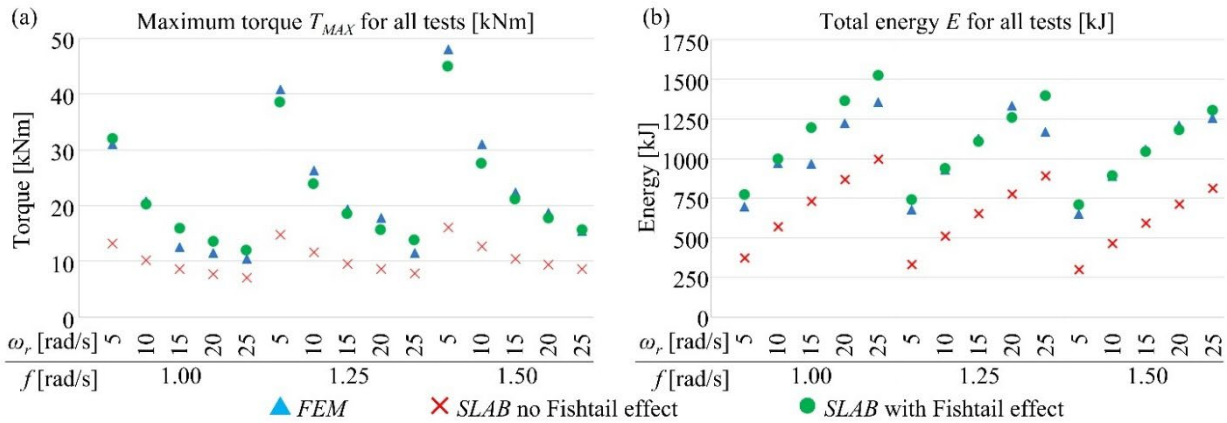 (a) Maximum torque T_MAX for all tests [kNm]
50
40
30
20
10
0
Torque [kNm]
ω_r [rad/s] 5 10 15 20 25 5 10 15 20 25 5 10 15 20 25
f [rad/s] 1.00 1.25 1.50
(b) Total energy E for all tests [kJ]
1750
1500
1250
1000
750
500
250
0
Energy [kJ]
ω_r [rad/s] 5 10 15 20 25 5 10 15 20 25 5 10 15 20 25
f [rad/s] 1.00 1.25 1.50
FEM SLAB no Fishtail effect SLAB with Fishtail effect